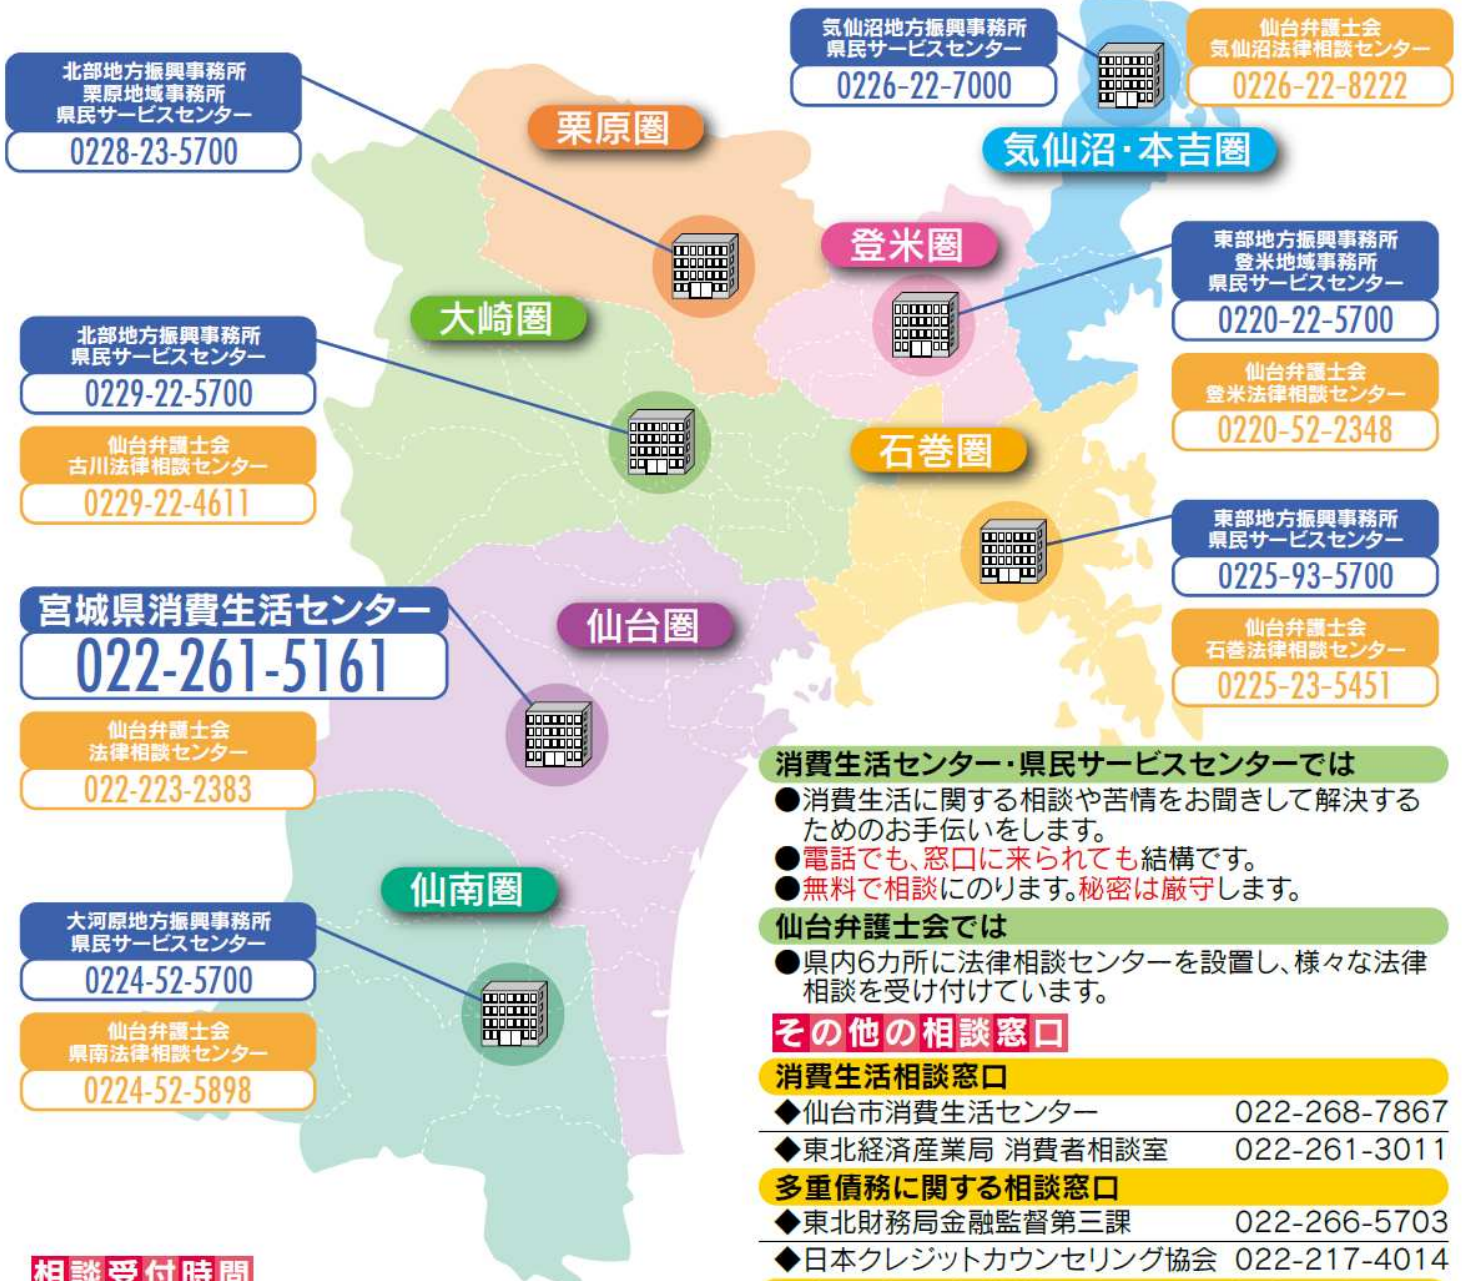 気仙沼地方振興事務所
県民サービスセンター
0226-22-7000
仙台弁護士会
気仙沼法律相談センター
0226-22-8222
気仙沼・本吉圏
北部地方振興事務所
栗原地域事務所
県民サービスセンター
0228-23-5700
栗原圏
登米圏
東部地方振興事務所
登米地域事務所
県民サービスセンター
0220-22-5700
仙台弁護士会
登米法律相談センター
0220-52-2348
大崎圏
北部地方振興事務所
県民サービスセンター
0229-22-5700
仙台弁護士会
古川法律相談センター
0229-22-4611
石巻圏
東部地方振興事務所
県民サービスセンター
0225-93-5700
仙台弁護士会
石巻法律相談センター
0225-23-5451
宮城県消費生活センター
022-261-5161
仙台圏
仙台弁護士会
法律相談センター
022-223-2383
仙南圏
大河原地方振興事務所
県民サービスセンター
0224-52-5700
仙台弁護士会
県南法律相談センター
0224-52-5898
消費生活センター・県民サービスセンターでは
●消費生活に関する相談や苦情をお聞きして解決する
ためのお手伝いをします。
●電話でも、窓口に来られても結構です。
●無料で相談にのります。秘密は厳守します。
仙台弁護士会では
●県内6カ所に法律相談センターを設置し、様々な法律
相談を受け付けています。
その他の相談窓口
消費生活相談窓口
◆仙台市消費生活センター 022-268-7867
◆東北経済産業局 消費者相談室 022-261-3011
多重債務に関する相談窓口
◆東北財務局金融監督第三課 022-266-5703
◆日本クレジットカウンセリング協会 022-217-4014
相談受付時間